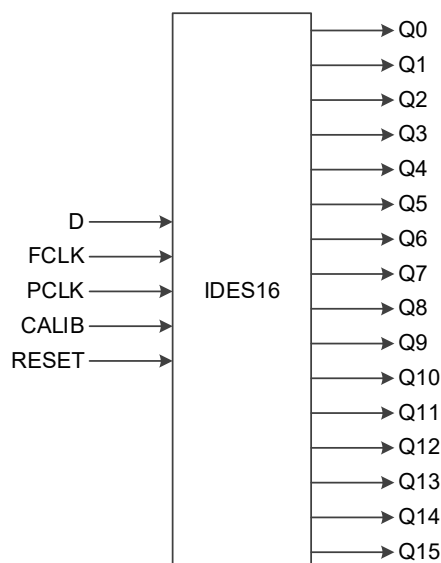 D
FCLK
PCLK
CALIB
RESET
IDES16
Q0
Q1
Q2
Q3
Q4
Q5
Q6
Q7
Q8
Q9
Q10
Q11
Q12
Q13
Q14
Q15